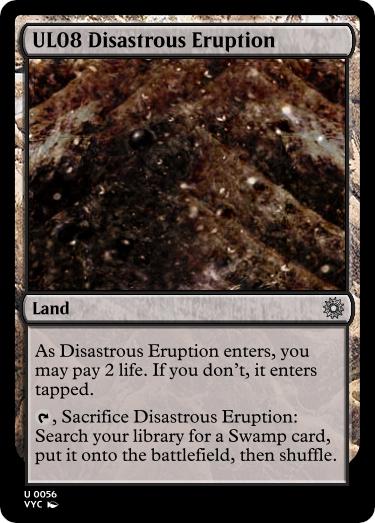 UL08 Disastrous Eruption
Land
As Disastrous Eruption enters, you
may pay 2 life. If you don't, it enters
tapped.
, Sacrifice Disastrous Eruption:
Search your library for a Swamp card,
put it onto the battlefield, then shuffle.
U 0056
VYC